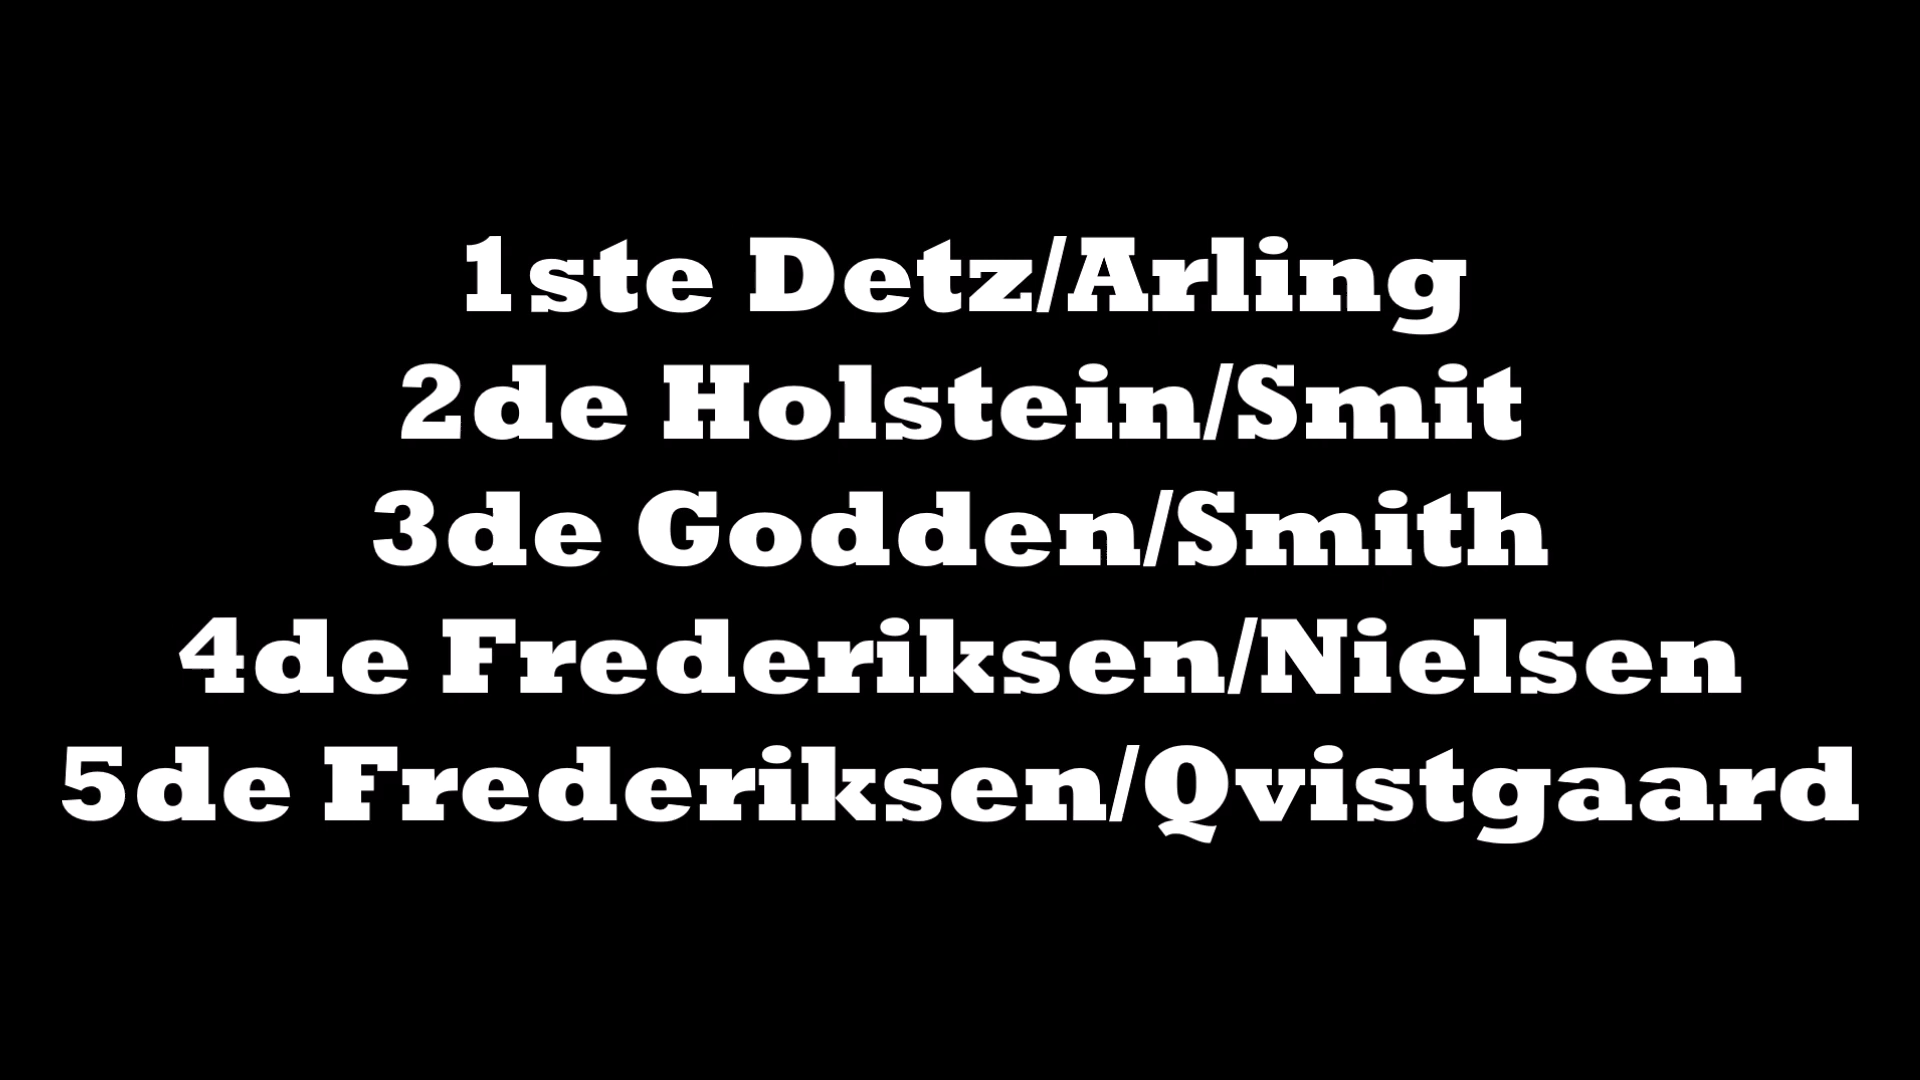 1ste Detz/Arling
2de Holstein/Smit
3de Godden/Smith
4de Frederiksen/Nielsen
5de Frederiksen/Qvistgaard